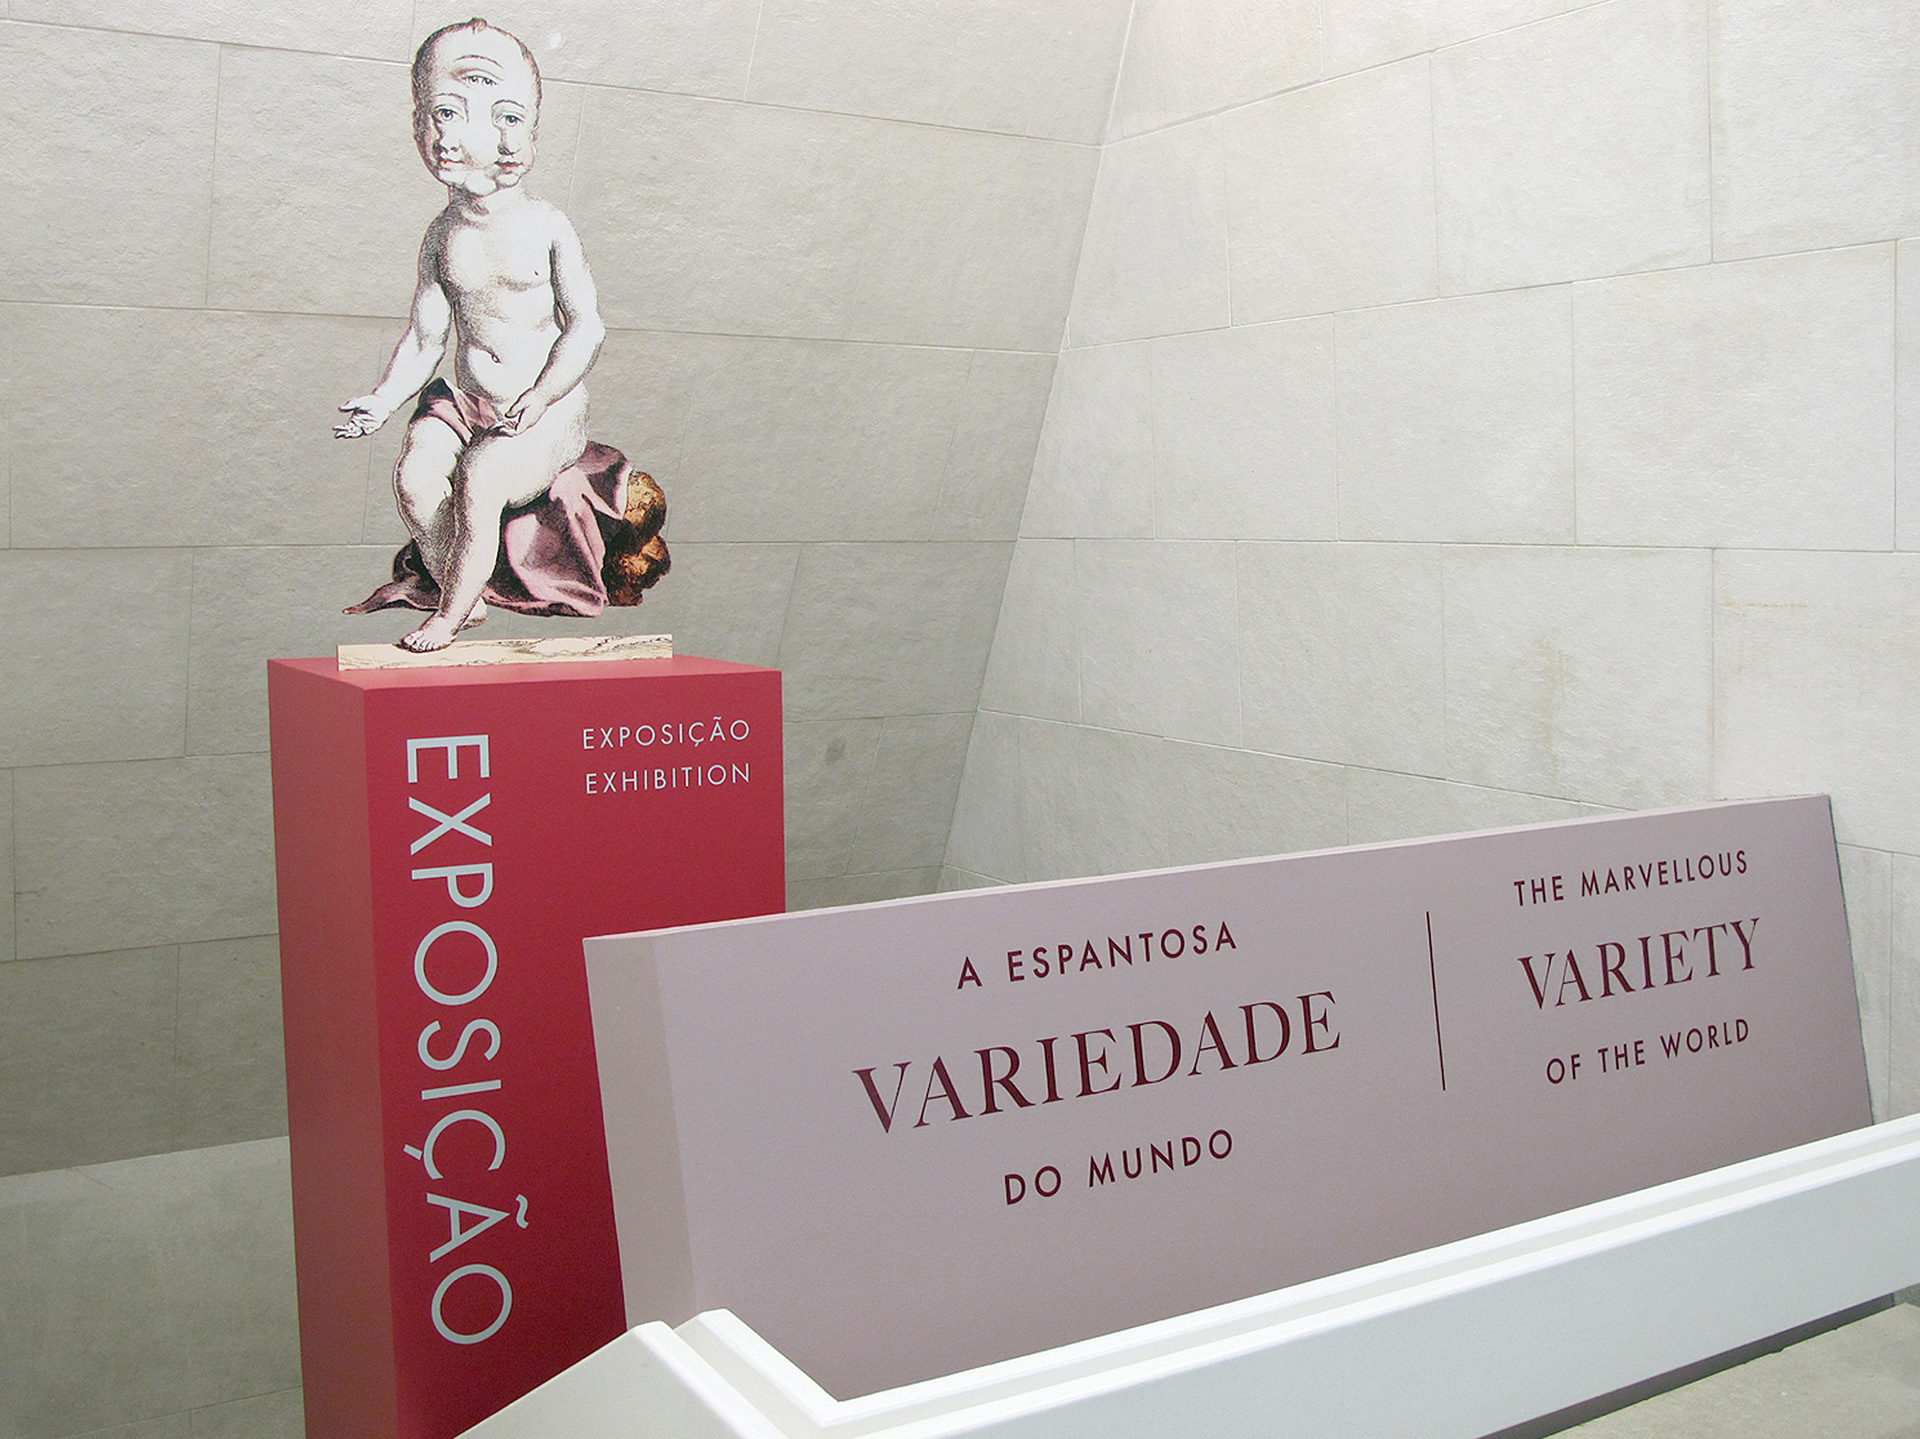 EXPOSIÇÃO
EXPOSIÇÃO
EXHIBITION
A ESPANTOSA
VARIEDADE
DO MUNDO
THE MARVELLOUS
VARIETY
OF THE WORLD